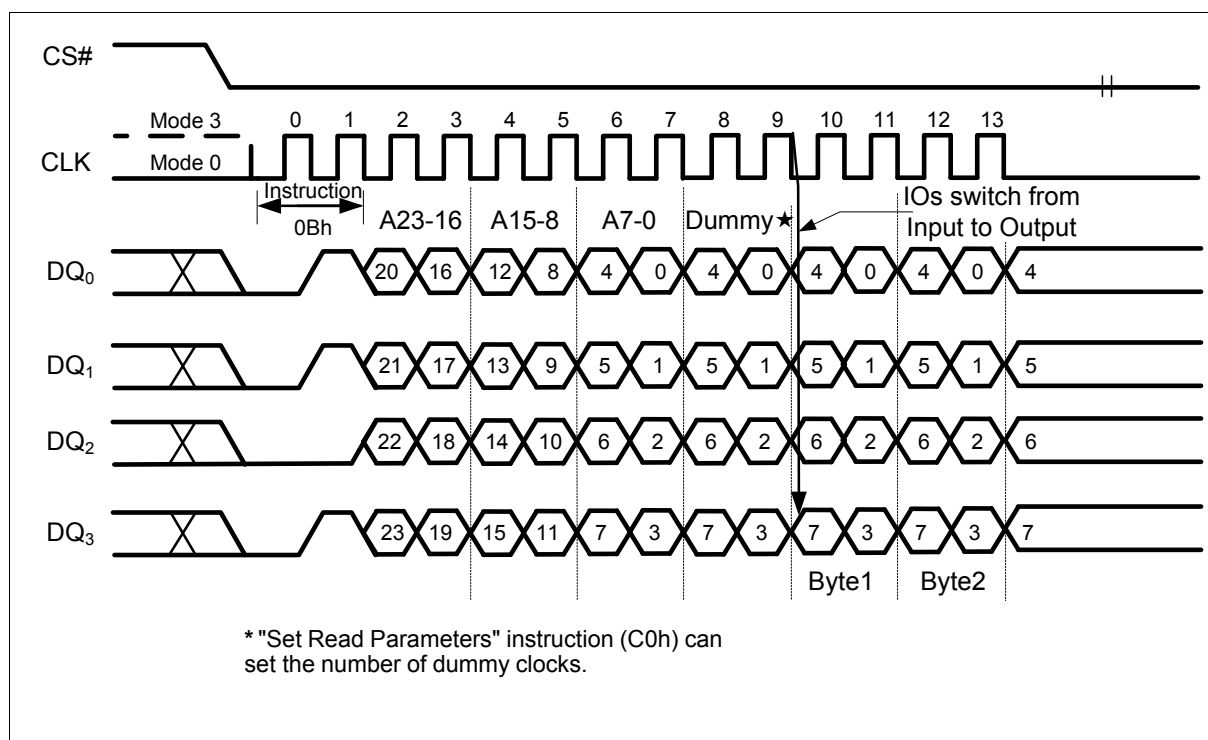 CS#
Mode 3
0 1 2 3 4 5 6 7 8 9 10 11 12 13
CLK
Mode 0
Instruction
0Bh
A23-16 A15-8 A7-0 Dummy★
IOs switch from
Input to Output
DQ0 20 16 12 8 4 0 4 0 4 0 4 0 4
DQ1 21 17 13 9 5 1 5 1 5 1 5 1 5
DQ2 22 18 14 10 6 2 6 2 6 2 6 2 6
DQ3 23 19 15 11 7 3 7 3 7 3 7 3 7
Byte1 Byte2
* "Set Read Parameters" instruction (C0h) can
set the number of dummy clocks.